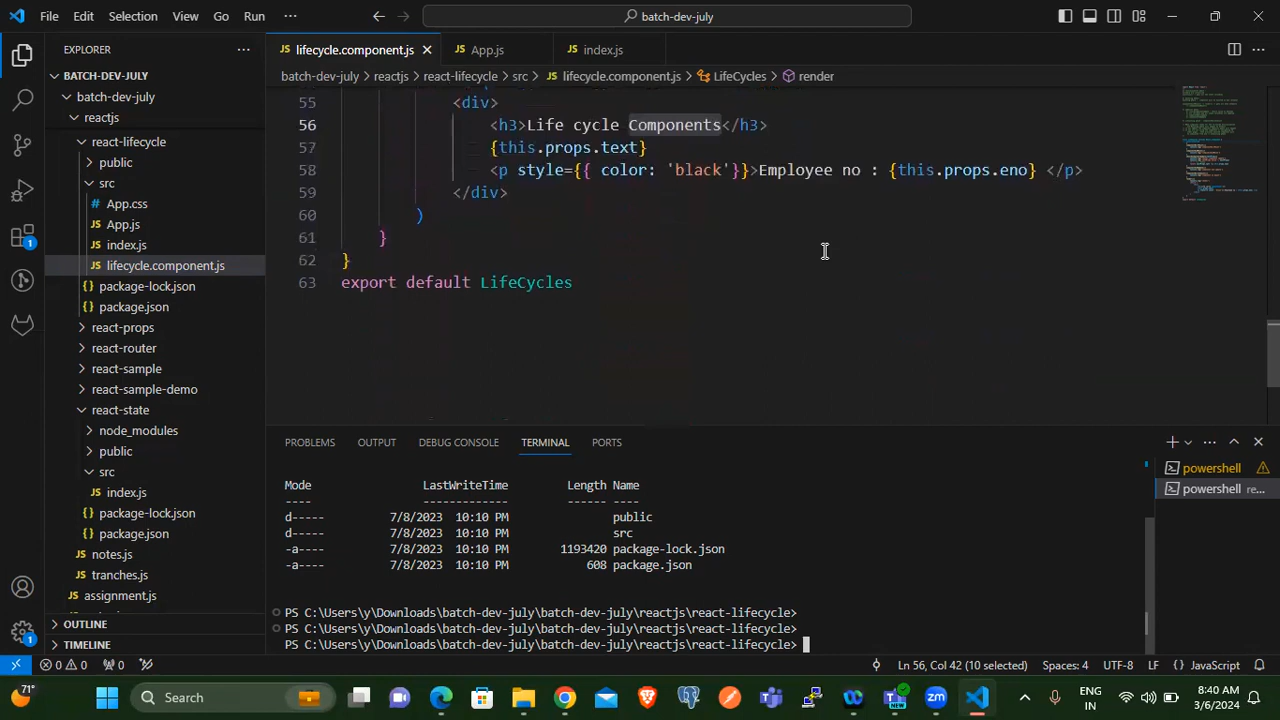 File Edit Selection View Go Run ··· batch-dev-july
EXPLORER ···
lifecycle.component.js App.js index.js
BATCH-DEV-JULY
batch-dev-july > reactjs > react-lifecycle > src > JS lifecycle.component.js > LifeCycles > render
batch-dev-july
reactjs
react-lifecycle
public
src
JS App.css
JS App.js
JS index.js
JS lifecycle.component.js
{} package-lock.json
{} package.json
react-props
react-router
react-sample
react-sample-demo
react-state
node_modules
public
src
JS index.js
{} package-lock.json
{} package.json
JS notes.js
JS tranches.js
JS assignment.js
OUTLINE
TIMELINE
55 <div>
56 <h3>Life cycle Components</h3>
57 {this.props.text}
58 <p style={{ color: 'black'}}>Employee no : {this.props.eno} </p>
59 </div>
60 )
61 }
62 }
63 export default LifeCycles
PROBLEMS OUTPUT DEBUG CONSOLE TERMINAL PORTS
powershell
powershell re...
Mode LastWriteTime Length Name
---- ------------- ------ ----
d----- 7/8/2023 10:10 PM public
d----- 7/8/2023 10:10 PM src
-a---- 7/8/2023 10:10 PM 1193420 package-lock.json
-a---- 7/8/2023 10:10 PM 608 package.json
PS C:\Users\y\Downloads\batch-dev-july\batch-dev-july\reactjs\react-lifecycle>
PS C:\Users\y\Downloads\batch-dev-july\batch-dev-july\reactjs\react-lifecycle>
PS C:\Users\y\Downloads\batch-dev-july\batch-dev-july\reactjs\react-lifecycle>
0 0 0 Ln 56, Col 42 (10 selected) Spaces: 4 UTF-8 LF {} JavaScript
71° Search ENG IN 8:40 AM 3/6/2024